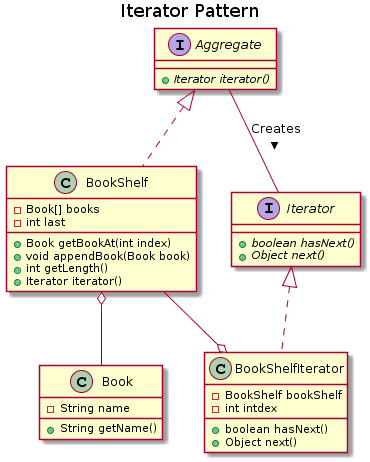 Iterator Pattern
I Aggregate
Iterator iterator()
Creates
C BookShelf
Book[] books
int last
Book getBookAt(int index)
void appendBook(Book book)
int getLength()
Iterator iterator()
I Iterator
boolean hasNext()
Object next()
C Book
String name
String getName()
C BookShelfIterator
BookShelf bookShelf
int intdex
boolean hasNext()
Object next()